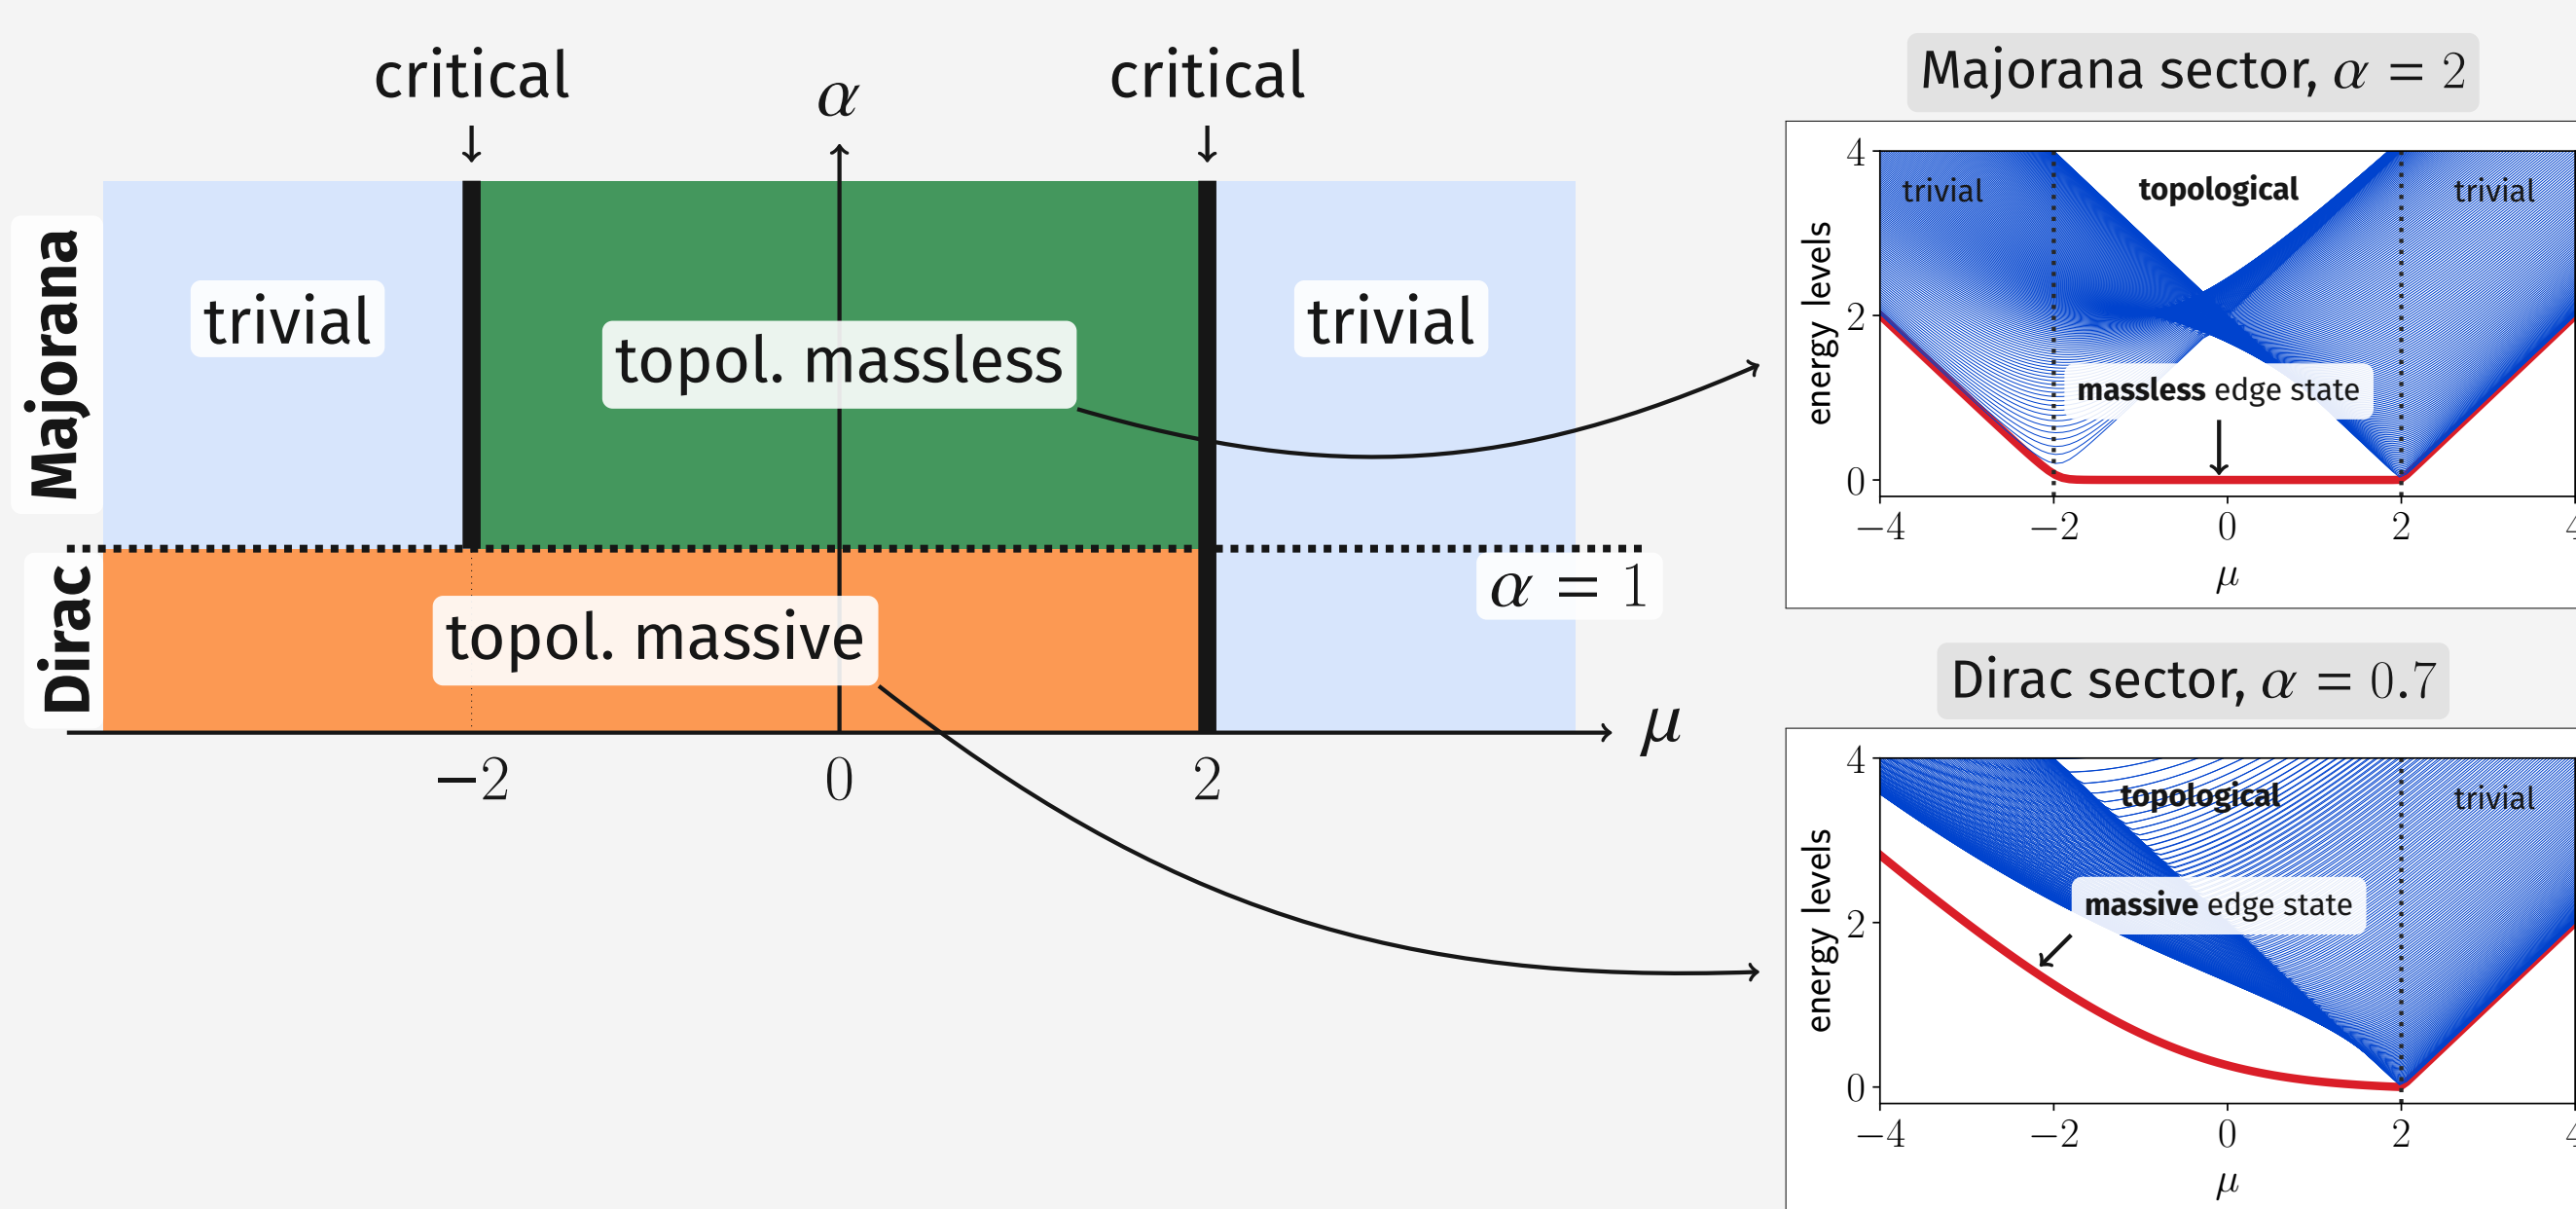 critical
critical
α
Majorana
trivial
topol. massless
trivial
Dirac
α = 1
topol. massive
μ
−2
0
2
Majorana sector, α = 2
energy levels
4
2
0
trivial
topological
trivial
massless edge state
−4
−2
0
2
4
μ
Dirac sector, α = 0.7
energy levels
4
2
0
topological
trivial
massive edge state
−4
−2
0
2
4
μ